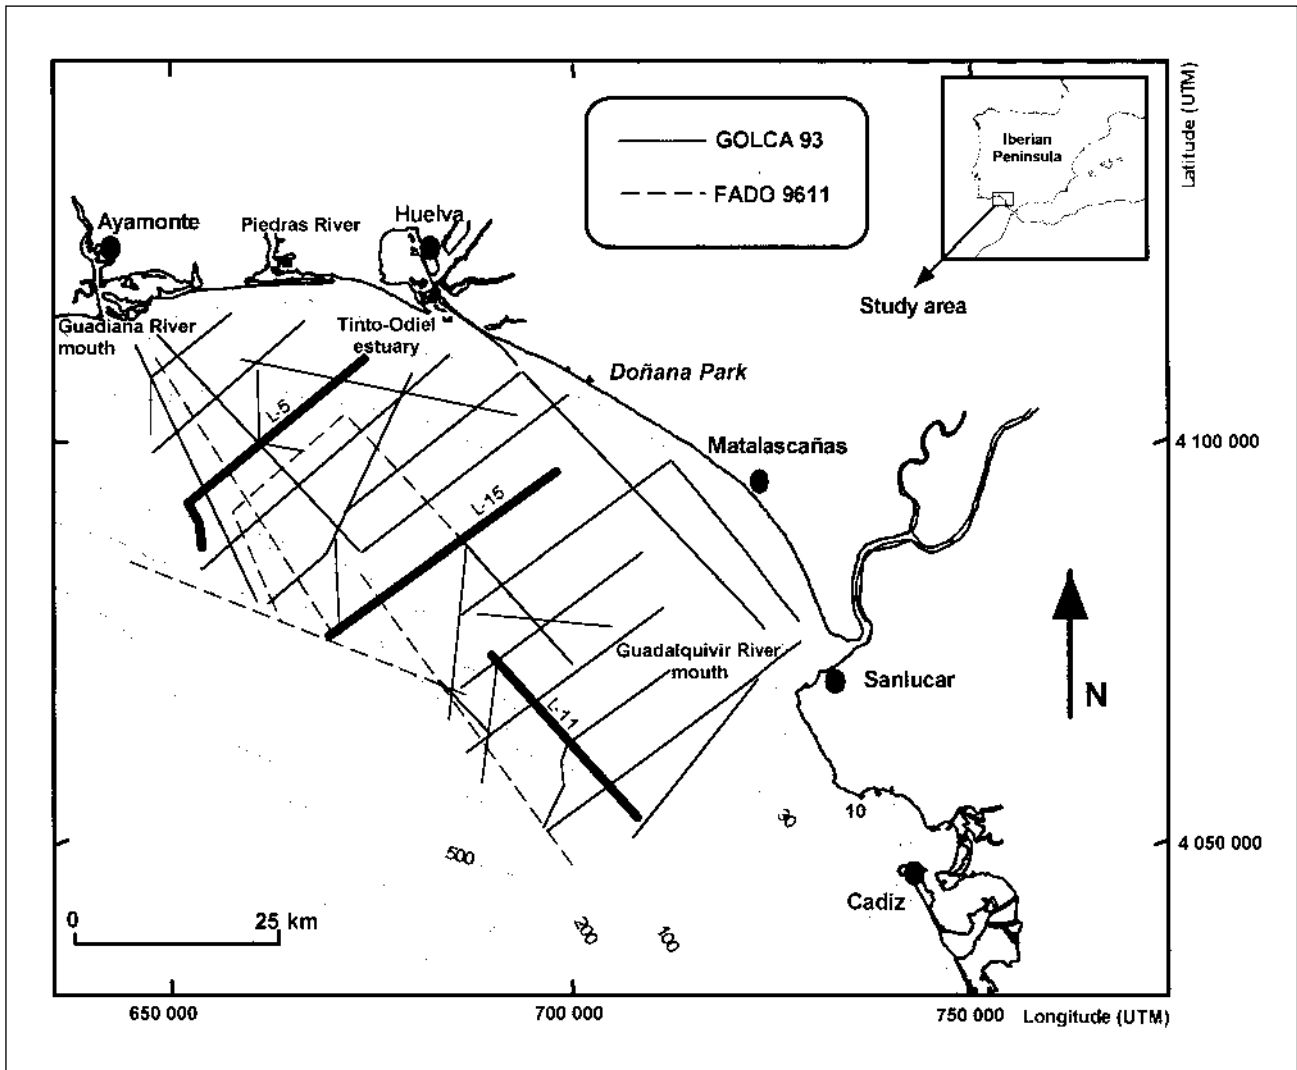 GOLCA 93
FADO 9611
Iberian
Peninsula
Latitude (UTM)
Study area
Ayamonte
Piedras River
Huelva
Guadiana River
mouth
Tinto-Odiel
estuary
Doñana Park
L-5
4 100 000
Matalascañas
L-15
Guadalquivir River
mouth
Sanlucar
N
L-11
10
4 050 000
500
Cadiz
0
25 km
200
100
650 000
700 000
750 000
Longitude (UTM)